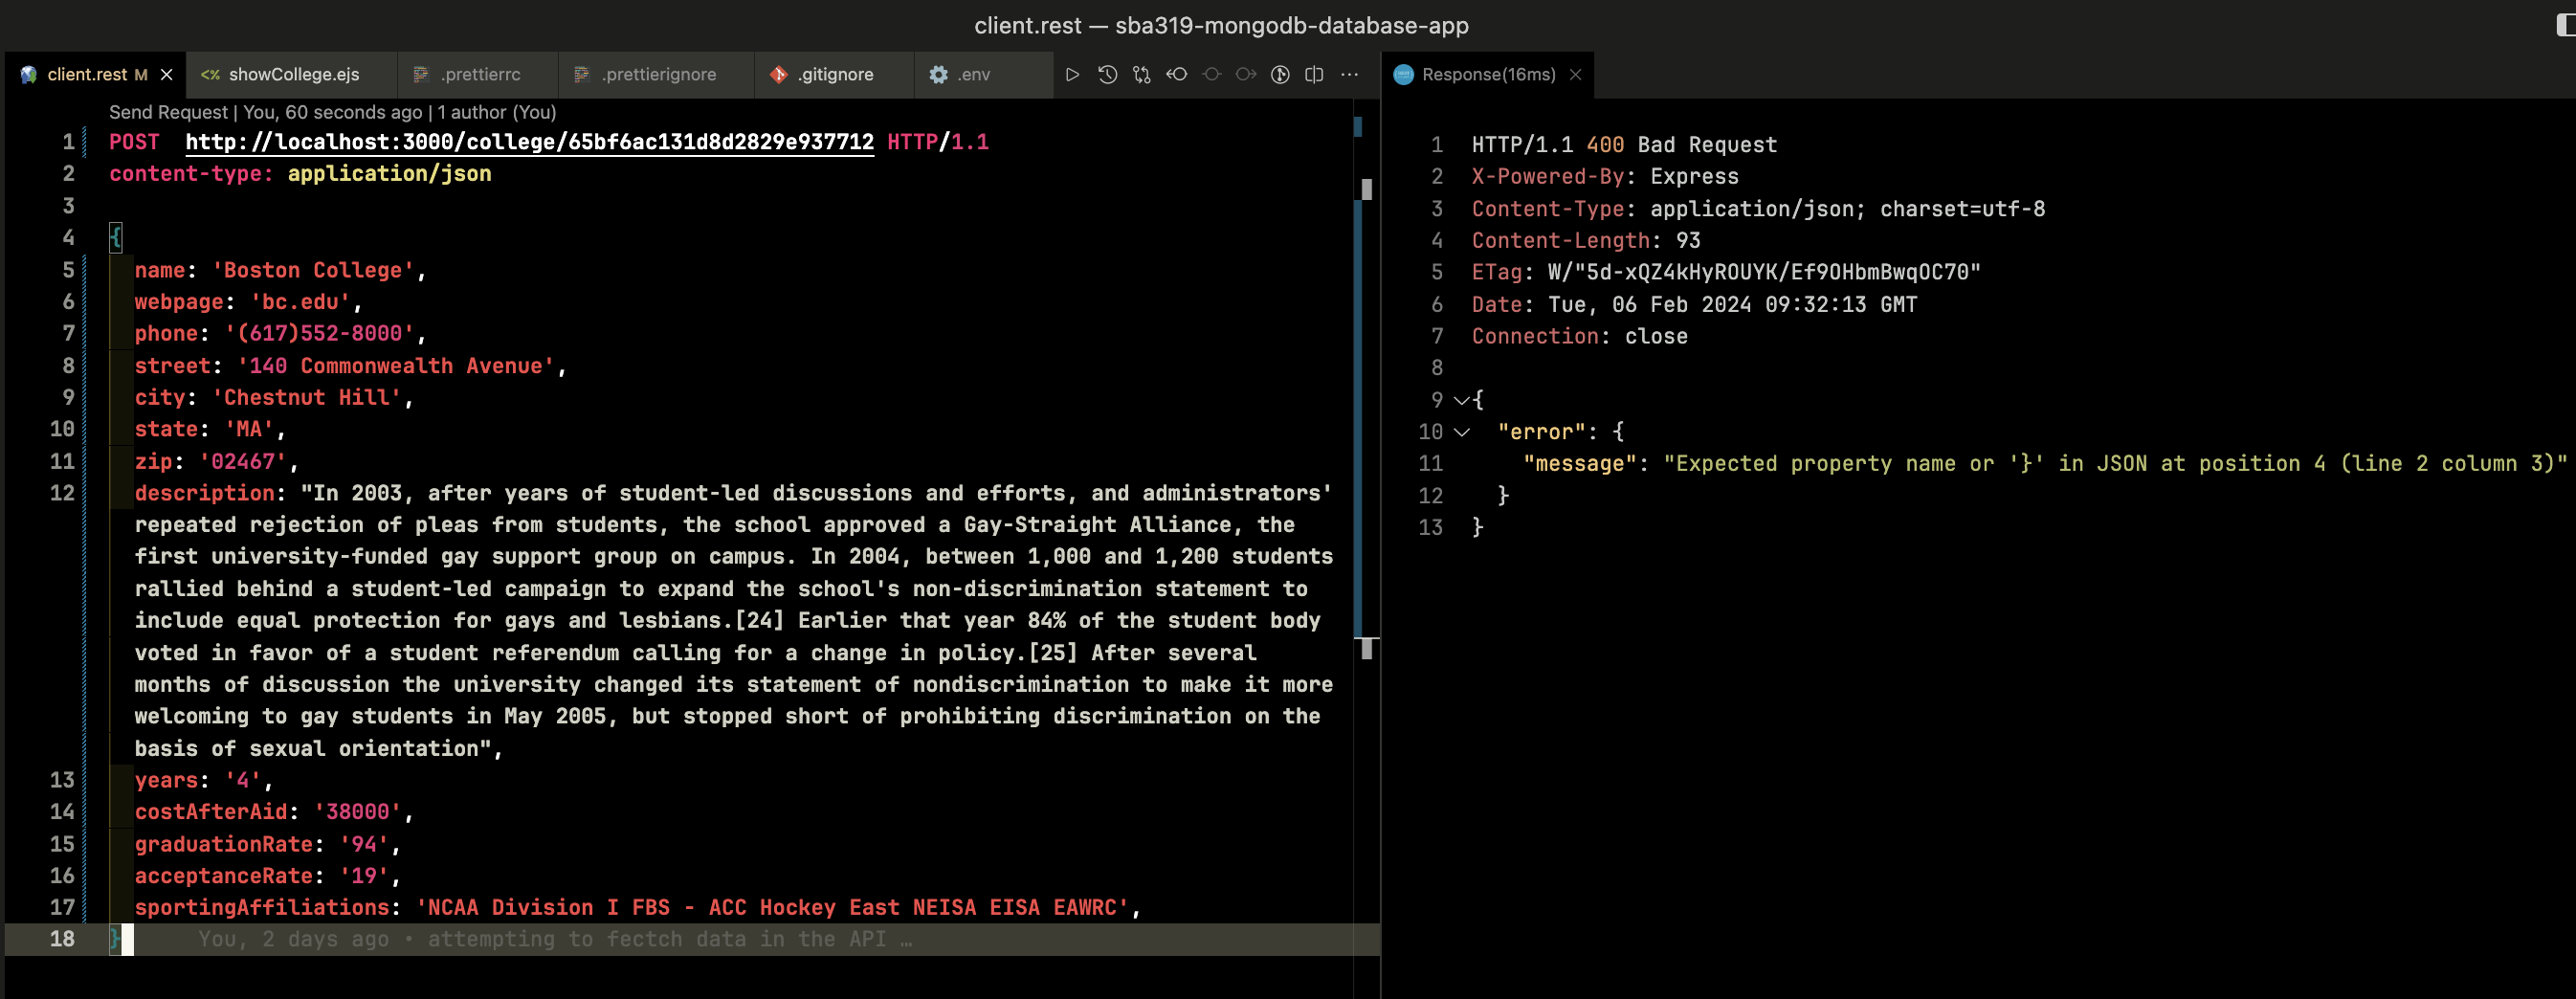 client.rest — sba319-mongodb-database-app
client.rest M
<% showCollege.ejs
.prettierrc
.prettierignore
.gitignore
.env
Response(16ms)
Send Request | You, 60 seconds ago | 1 author (You)
1 POST http://localhost:3000/college/65bf6ac131d8d2829e937712 HTTP/1.1
2 content-type: application/json
3
4 {
5 name: 'Boston College',
6 webpage: 'bc.edu',
7 phone: '(617)552-8000',
8 street: '140 Commonwealth Avenue',
9 city: 'Chestnut Hill',
10 state: 'MA',
11 zip: '02467',
12 description: "In 2003, after years of student-led discussions and efforts, and administrators'
repeated rejection of pleas from students, the school approved a Gay-Straight Alliance, the
first university-funded gay support group on campus. In 2004, between 1,000 and 1,200 students
rallied behind a student-led campaign to expand the school's non-discrimination statement to
include equal protection for gays and lesbians.[24] Earlier that year 84% of the student body
voted in favor of a student referendum calling for a change in policy.[25] After several
months of discussion the university changed its statement of nondiscrimination to make it more
welcoming to gay students in May 2005, but stopped short of prohibiting discrimination on the
basis of sexual orientation",
13 years: '4',
14 costAfterAid: '38000',
15 graduationRate: '94',
16 acceptanceRate: '19',
17 sportingAffiliations: 'NCAA Division I FBS - ACC Hockey East NEISA EISA EAWRC',
18 } You, 2 days ago • attempting to fectch data in the API …
1 HTTP/1.1 400 Bad Request
2 X-Powered-By: Express
3 Content-Type: application/json; charset=utf-8
4 Content-Length: 93
5 ETag: W/"5d-xQZ4kHyROUYK/Ef9OHbmBwqOC70"
6 Date: Tue, 06 Feb 2024 09:32:13 GMT
7 Connection: close
8
9 {
10 "error": {
11 "message": "Expected property name or '}' in JSON at position 4 (line 2 column 3)"
12 }
13 }